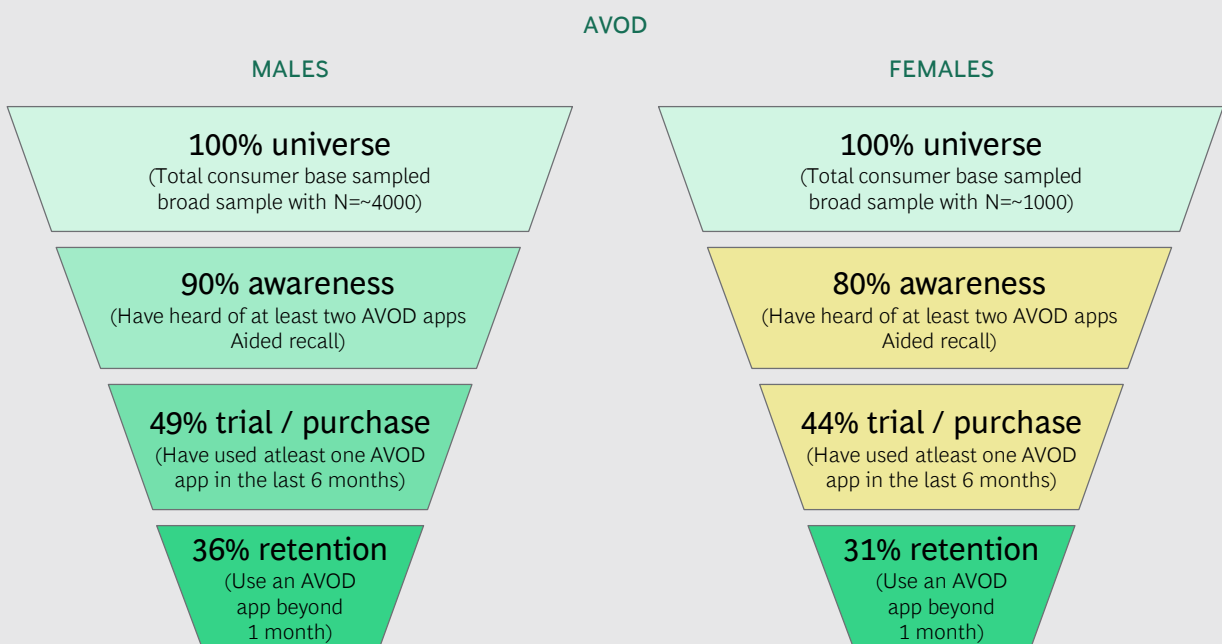 AVOD
MALES
100% universe
(Total consumer base sampled
broad sample with N=~4000)
90% awareness
(Have heard of at least two AVOD apps
Aided recall)
49% trial / purchase
(Have used atleast one AVOD
app in the last 6 months)
36% retention
(Use an AVOD
app beyond
1 month)
FEMALES
100% universe
(Total consumer base sampled
broad sample with N=~1000)
80% awareness
(Have heard of at least two AVOD apps
Aided recall)
44% trial / purchase
(Have used atleast one AVOD
app in the last 6 months)
31% retention
(Use an AVOD
app beyond
1 month)